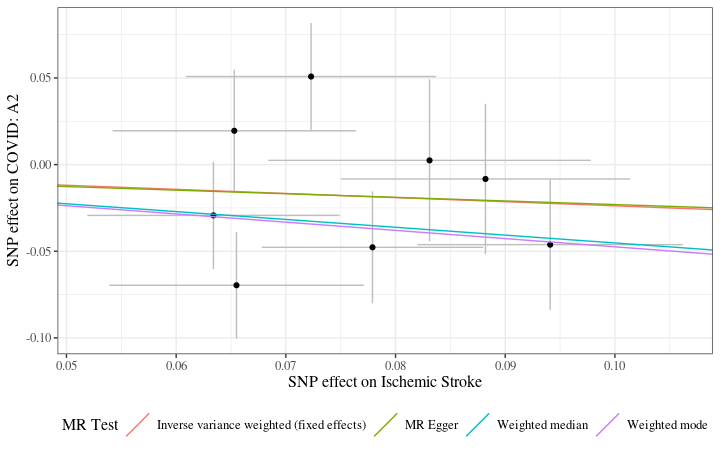 SNP effect on COVID: A2
0.05
0.00
-0.05
-0.10
0.05 0.06 0.07 0.08 0.09 0.10
SNP effect on Ischemic Stroke
MR Test Inverse variance weighted (fixed effects) MR Egger Weighted median Weighted mode